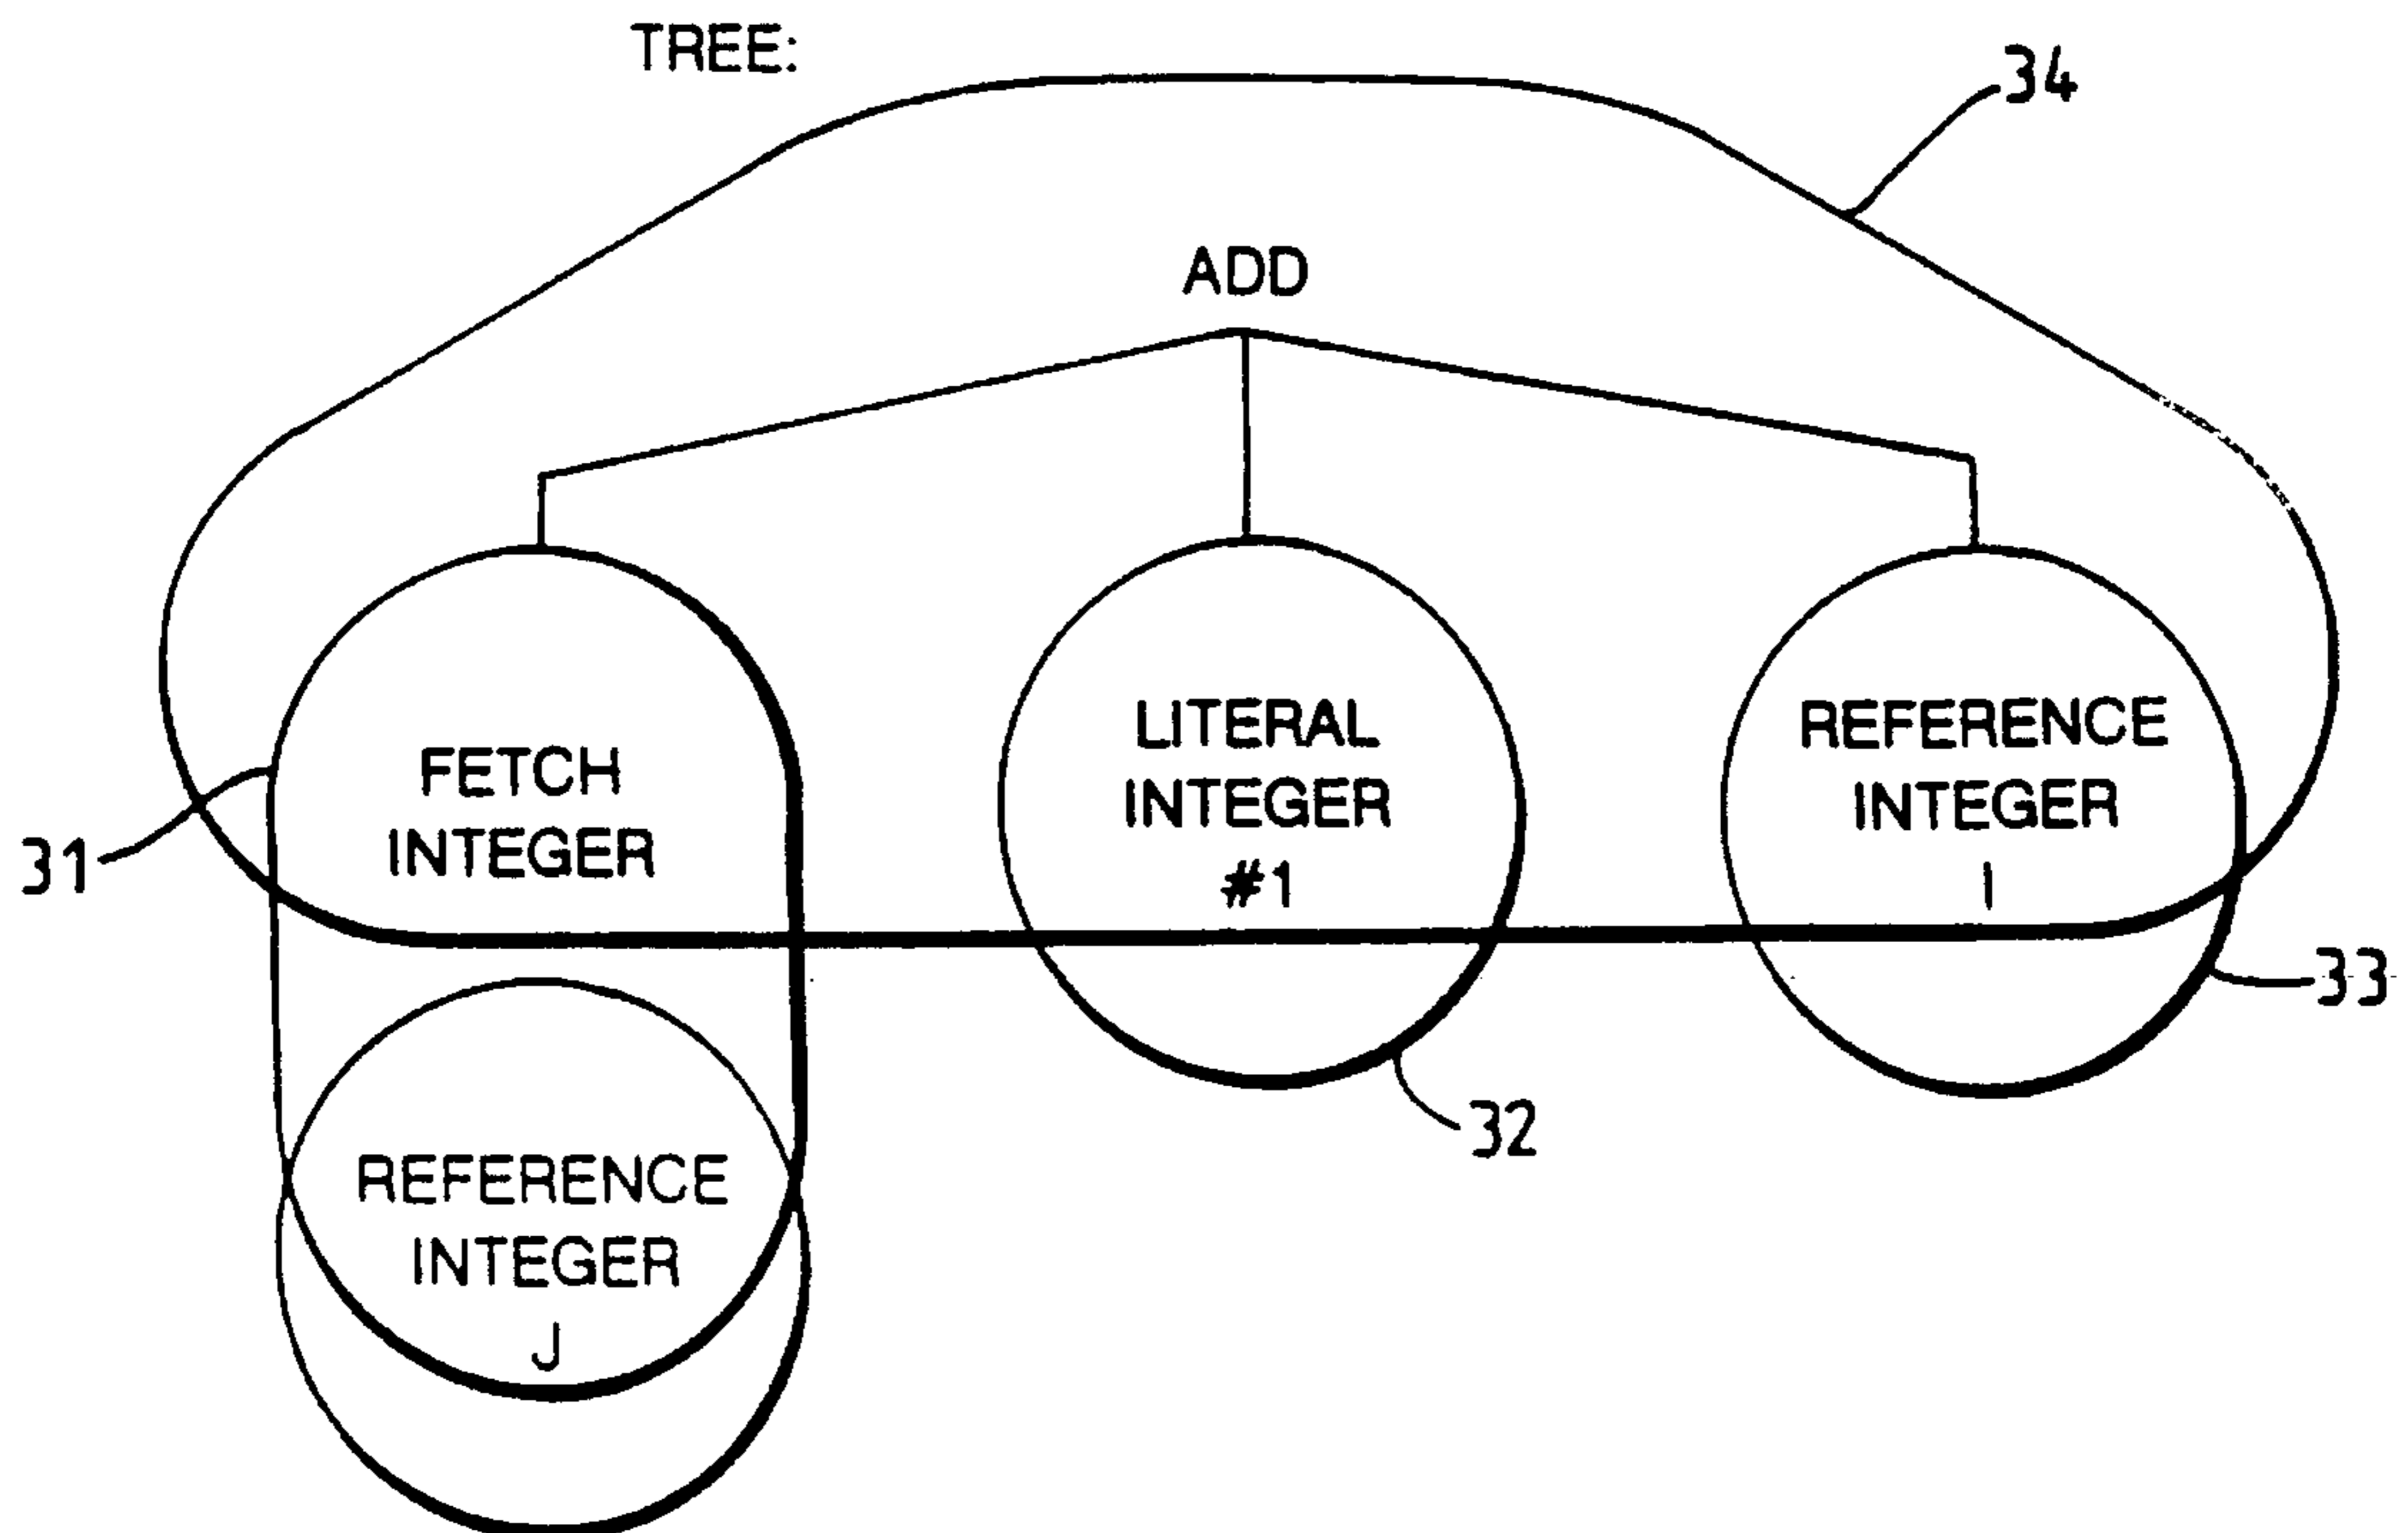 TREE:
34
ADD
FETCH
INTEGER
LITERAL
INTEGER
#1
REFERENCE
INTEGER
I
31
33
32
REFERENCE
INTEGER
J